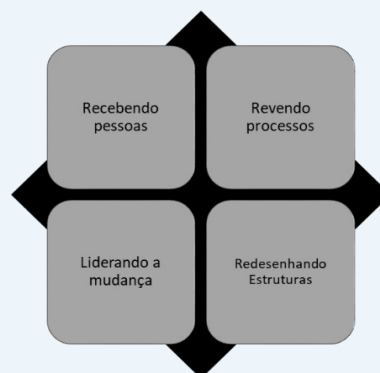 Recebendo
pessoas
Revendo
processos
Liderando a
mudança
Redesenhando
Estruturas